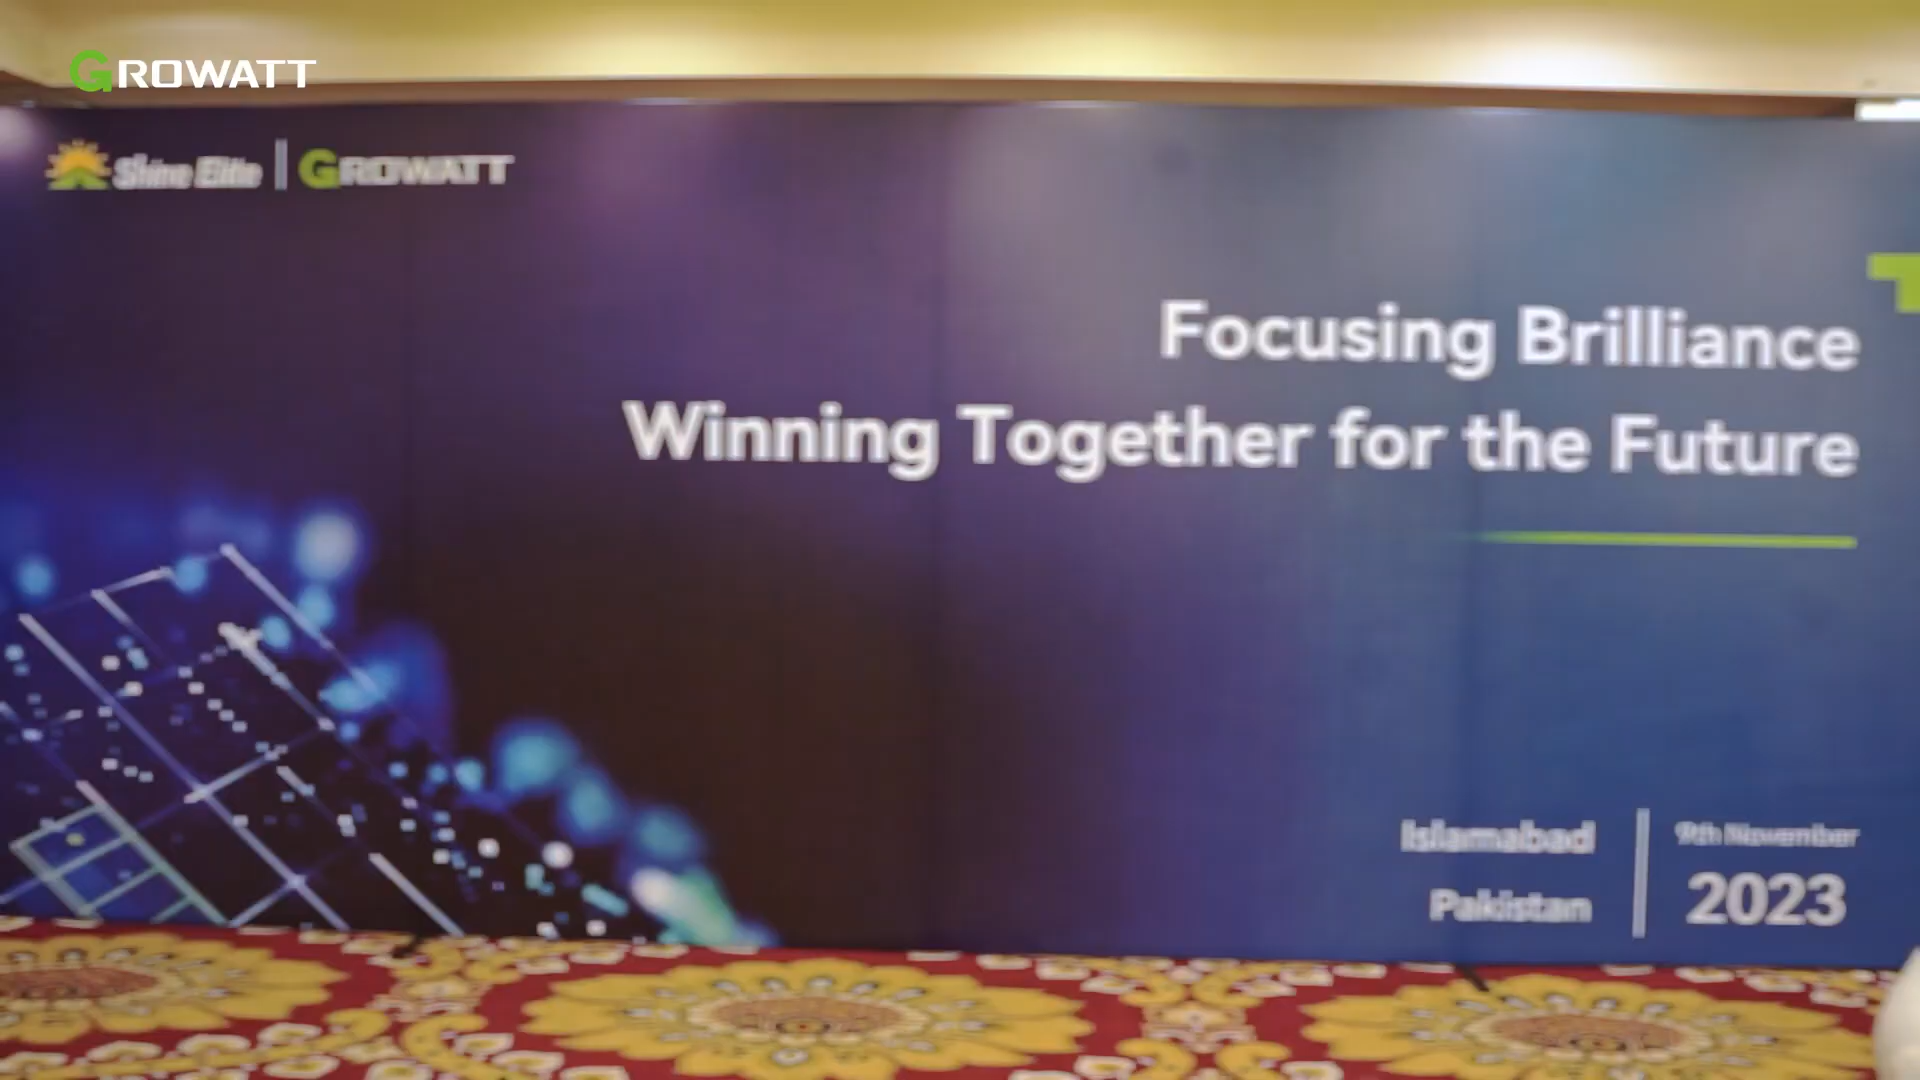 GROWATT
Shine Elite | GROWATT
Focusing Brilliance
Winning Together for the Future
Islamabad
Pakistan
9th November
2023